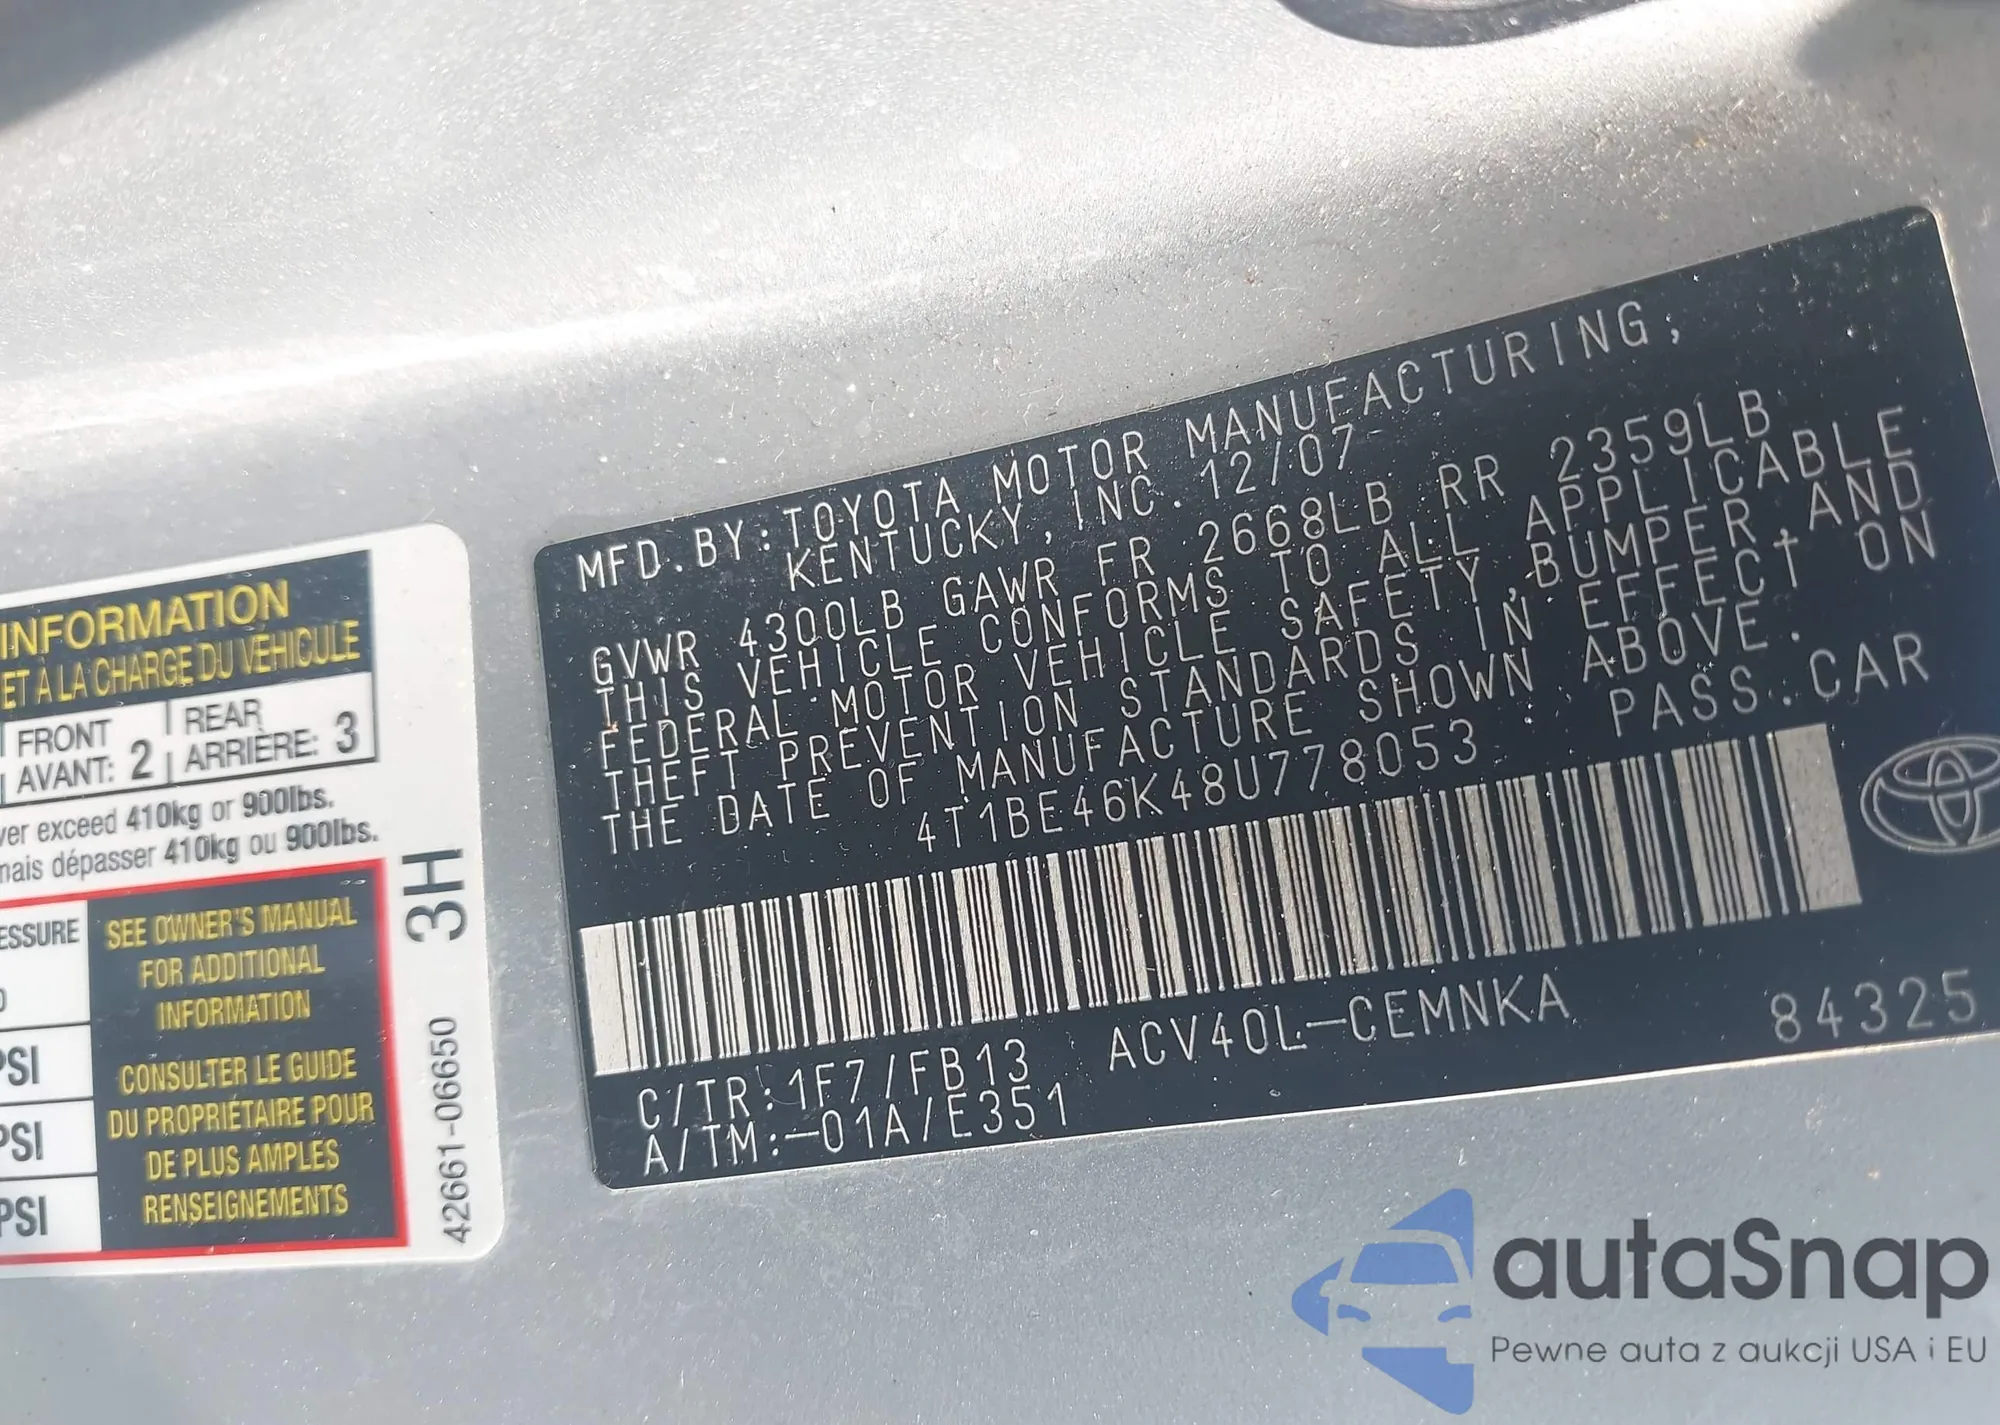 INFORMATION
ET À LA CHARGE DU VÉHICULE
FRONT
AVANT: 2
REAR
ARRIÈRE: 3
ver exceed 410kg or 900lbs.
mais dépasser 410kg ou 900lbs.
ESSURE
SEE OWNER'S MANUAL
FOR ADDITIONAL
INFORMATION
CONSULTER LE GUIDE
DU PROPRIÉTAIRE POUR
DE PLUS AMPLES
RENSEIGNEMENTS
PSI
PSI
PSI
3H
42661-06650
MFD. BY: TOYOTA MOTOR MANUFACTURING,
KENTUCKY, INC. 12/07
GVWR 4300LB GAWR FR 2668LB RR 2359LB
THIS VEHICLE CONFORMS TO ALL APPLICABLE
FEDERAL MOTOR VEHICLE SAFETY, BUMPER, AND
THEFT PREVENTION STANDARDS IN EFFECT ON
THE DATE OF MANUFACTURE SHOWN ABOVE.
4T1BE46K48U778053 PASS. CAR
C/TR: 1F7/FB13 ACV40L-CEMNKA 84325
A/TM:-01A/E351
autaSnap
Pewne auta z aukcji USA i EU